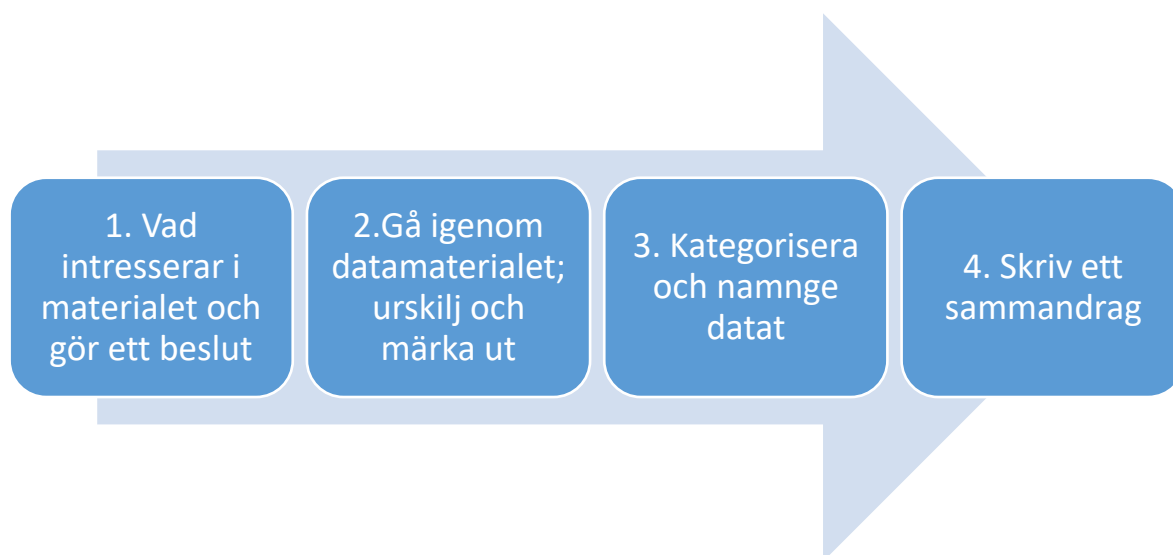 1. Vad
intresserar i
materialet och
gör ett beslut
2.Gå igenom
datamaterialet;
urskilj och
märka ut
3. Kategorisera
och namnge
datat
4. Skriv ett
sammandrag